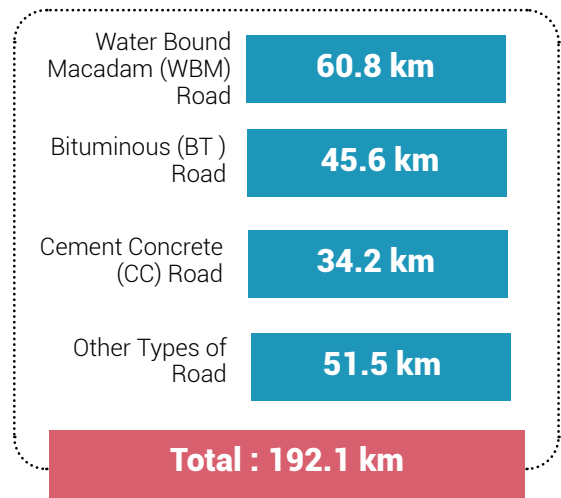 Water Bound
Macadam (WBM)
Road
60.8 km
Bituminous (BT )
Road
45.6 km
Cement Concrete
(CC) Road
34.2 km
Other Types of
Road
51.5 km
Total : 192.1 km